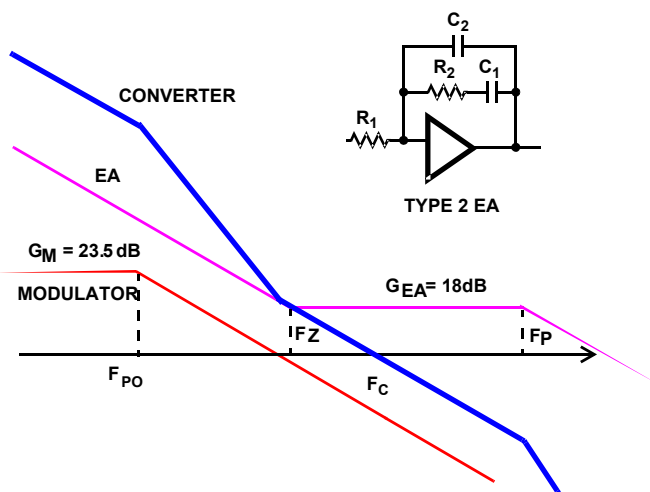 C2
R2 C1
R1
TYPE 2 EA
CONVERTER
EA
GM = 23.5 dB
MODULATOR
GEA= 18dB
FZ
FP
FPO
FC